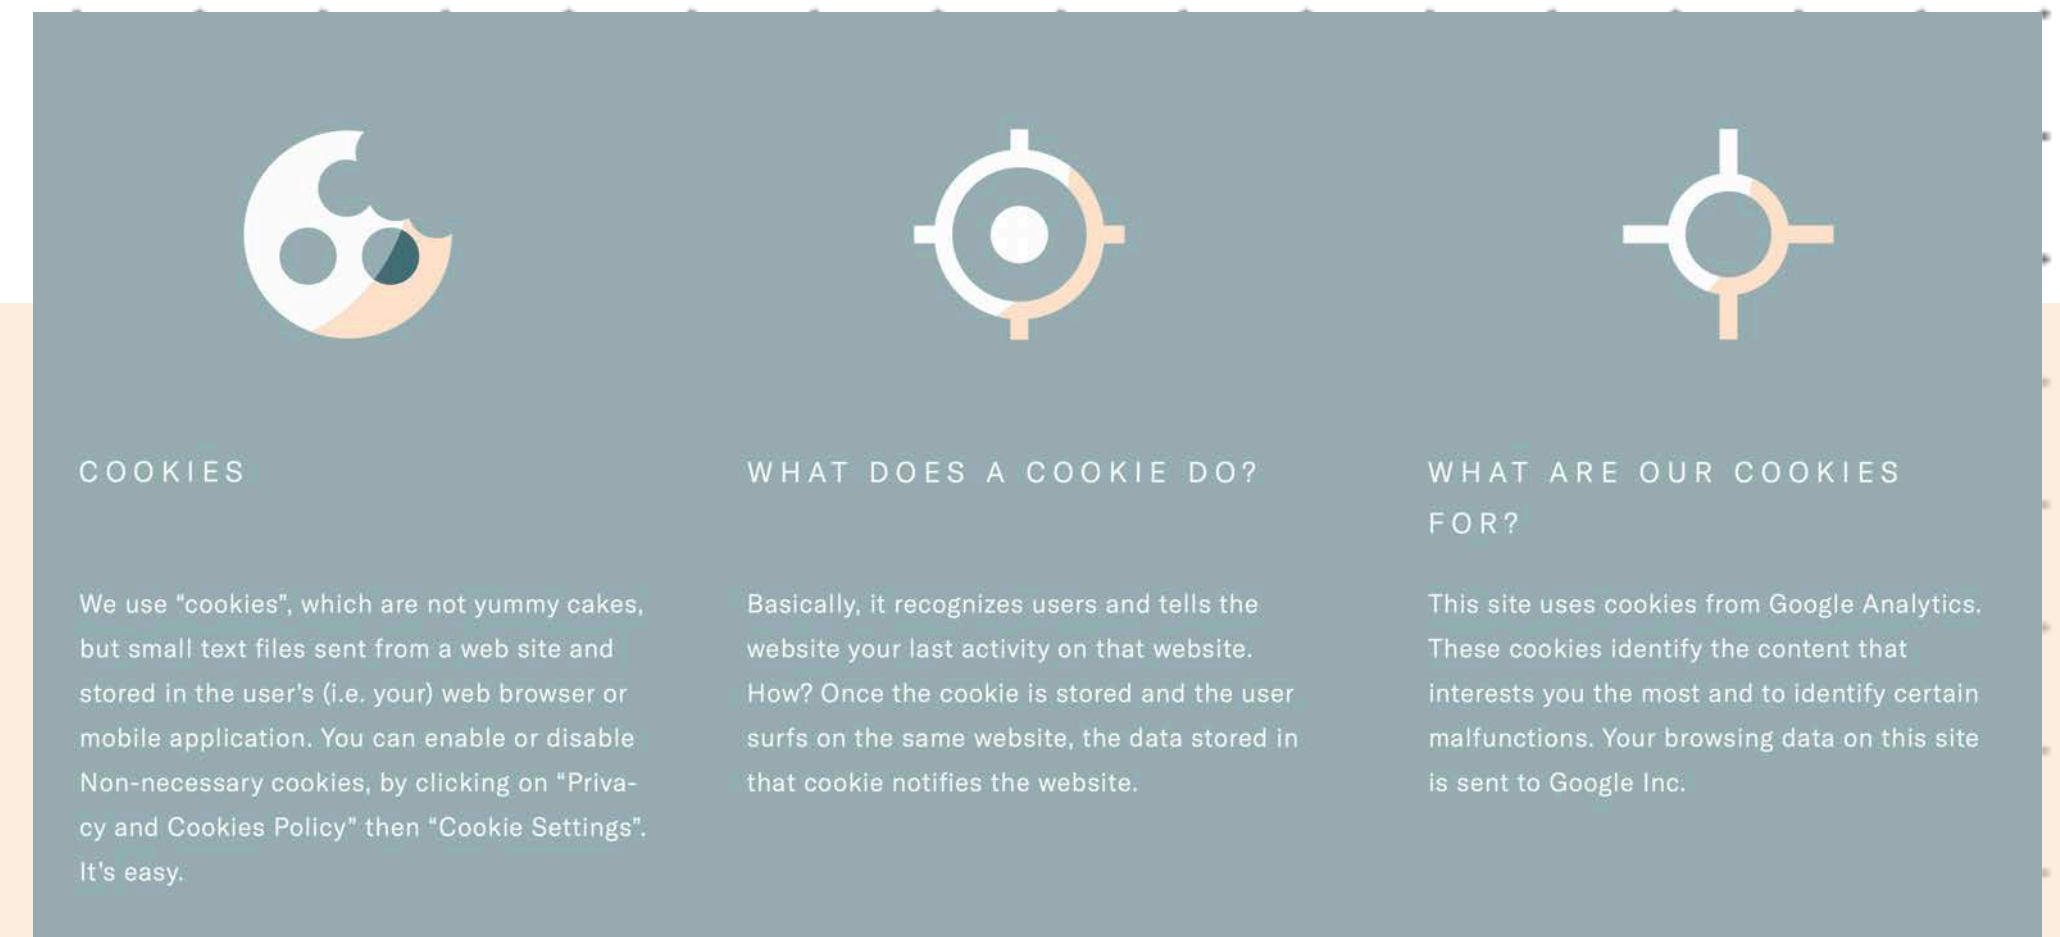 COOKIES
We use “cookies”, which are not yummy cakes,
but small text files sent from a web site and
stored in the user's (i.e. your) web browser or
mobile application. You can enable or disable
Non-necessary cookies, by clicking on “Priva-
cy and Cookies Policy” then “Cookie Settings”.
It's easy.
WHAT DOES A COOKIE DO?
Basically, it recognizes users and tells the
website your last activity on that website.
How? Once the cookie is stored and the user
surfs on the same website, the data stored in
that cookie notifies the website.
WHAT ARE OUR COOKIES
FOR?
This site uses cookies from Google Analytics.
These cookies identify the content that
interests you the most and to identify certain
malfunctions. Your browsing data on this site
is sent to Google Inc.